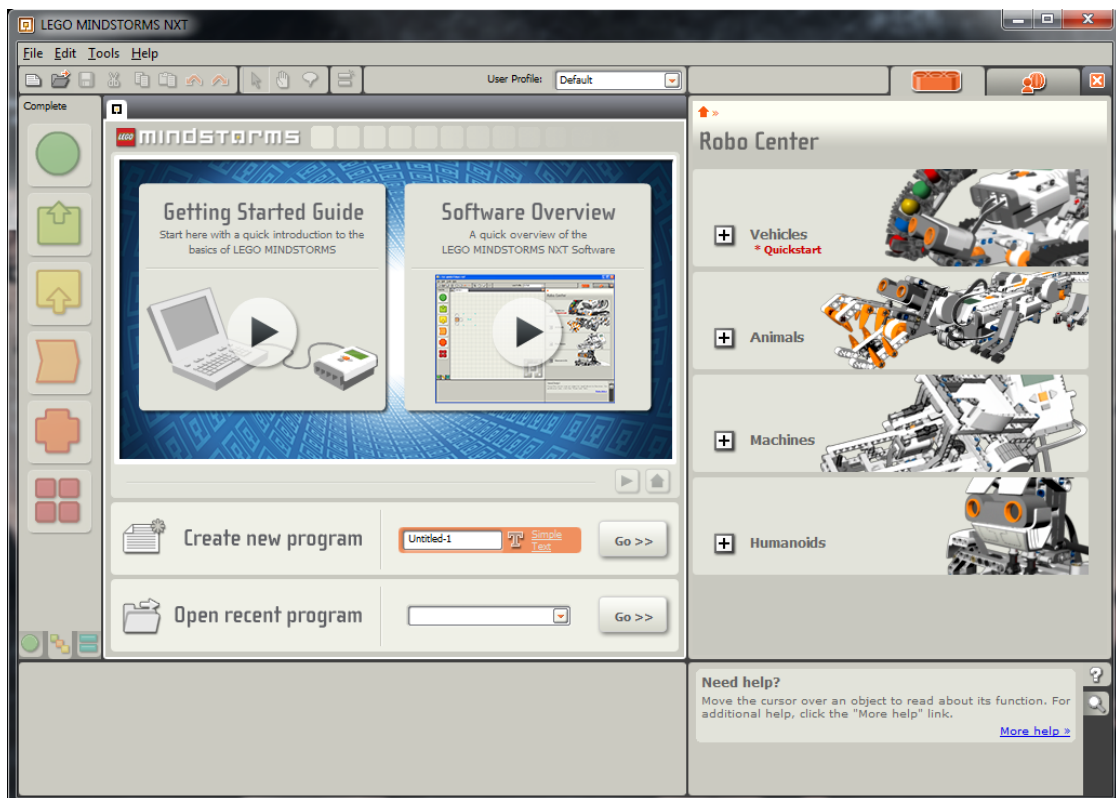 LEGO MINDSTORMS NXT
File Edit Tools Help
User Profile: Default
Complete
LEGO mindstorms
Getting Started Guide
Start here with a quick introduction to the
basics of LEGO MINDSTORMS
Software Overview
A quick overview of the
LEGO MINDSTORMS NXT Software
Create new program
Untitled-1
T Simple
Text
Go >>
Open recent program
Go >>
»
Robo Center
Vehicles
* Quickstart
Animals
Machines
Humanoids
Need help?
Move the cursor over an object to read about its function. For
additional help, click the "More help" link.
More help »
?